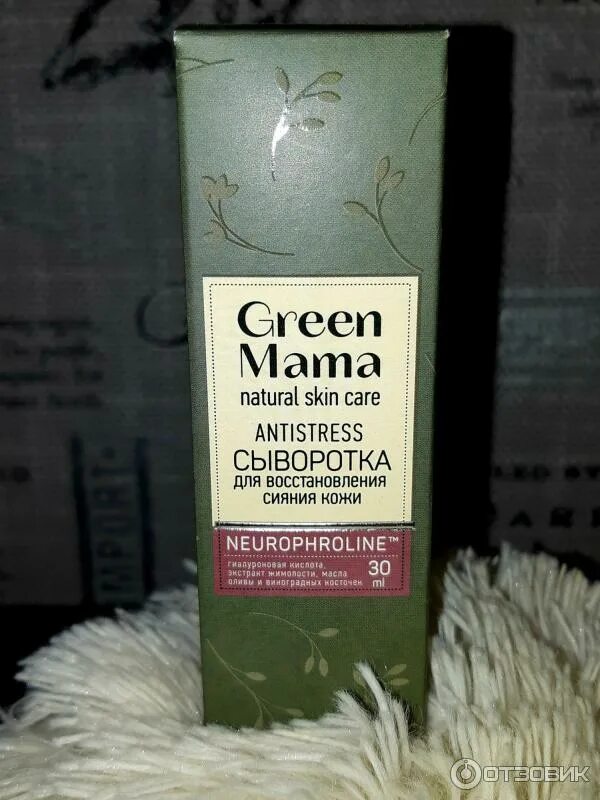 Green
Mama
natural skin care
ANTISTRESS
СЫВОРОТКА
для восстановления
сияния кожи
NEUROPHROLINE™
гиалуроновая кислота,
экстракт жимолости, масла
оливы и виноградных косточек
30
ml
IMPORT
ОТЗОВИК